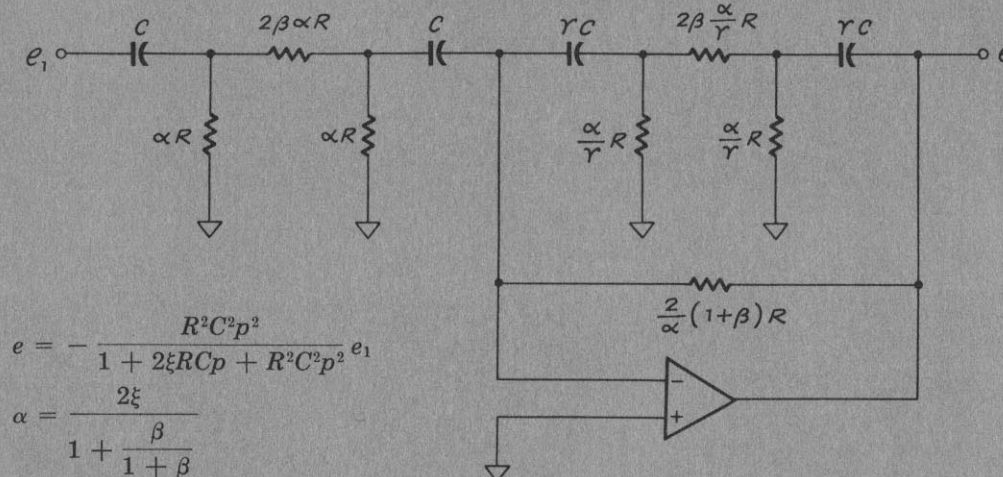 C 2βαR C γC 2β α/γ R γC
e₁ e
αR αR α/γ R α/γ R
2/α (1+β) R
e = − R²C²p² / 1 + 2ξRCp + R²C²p² e₁
−
α = 2ξ / 1 + β / 1 + β
+